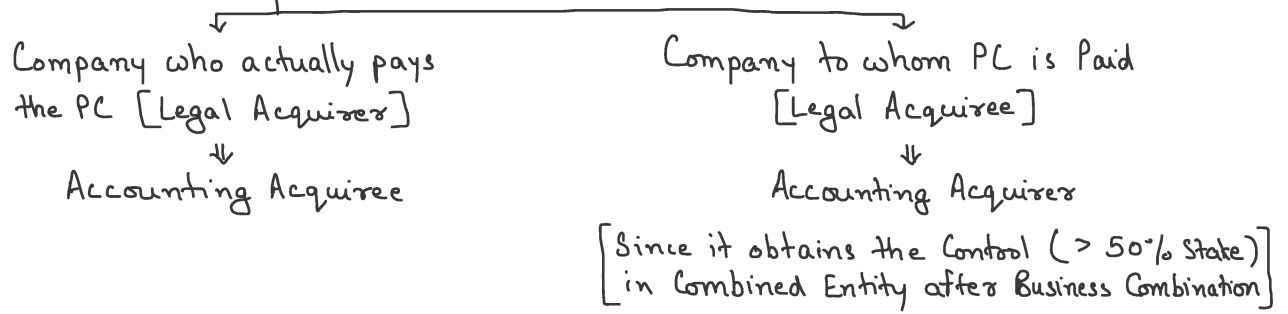 Company who actually pays
the PC [Legal Acquirer]
⇓
Accounting Acquiree
Company to whom PC is Paid
[Legal Acquiree]
⇓
Accounting Acquirer
[Since it obtains the Control (> 50% Stake)
in Combined Entity after Business Combination]